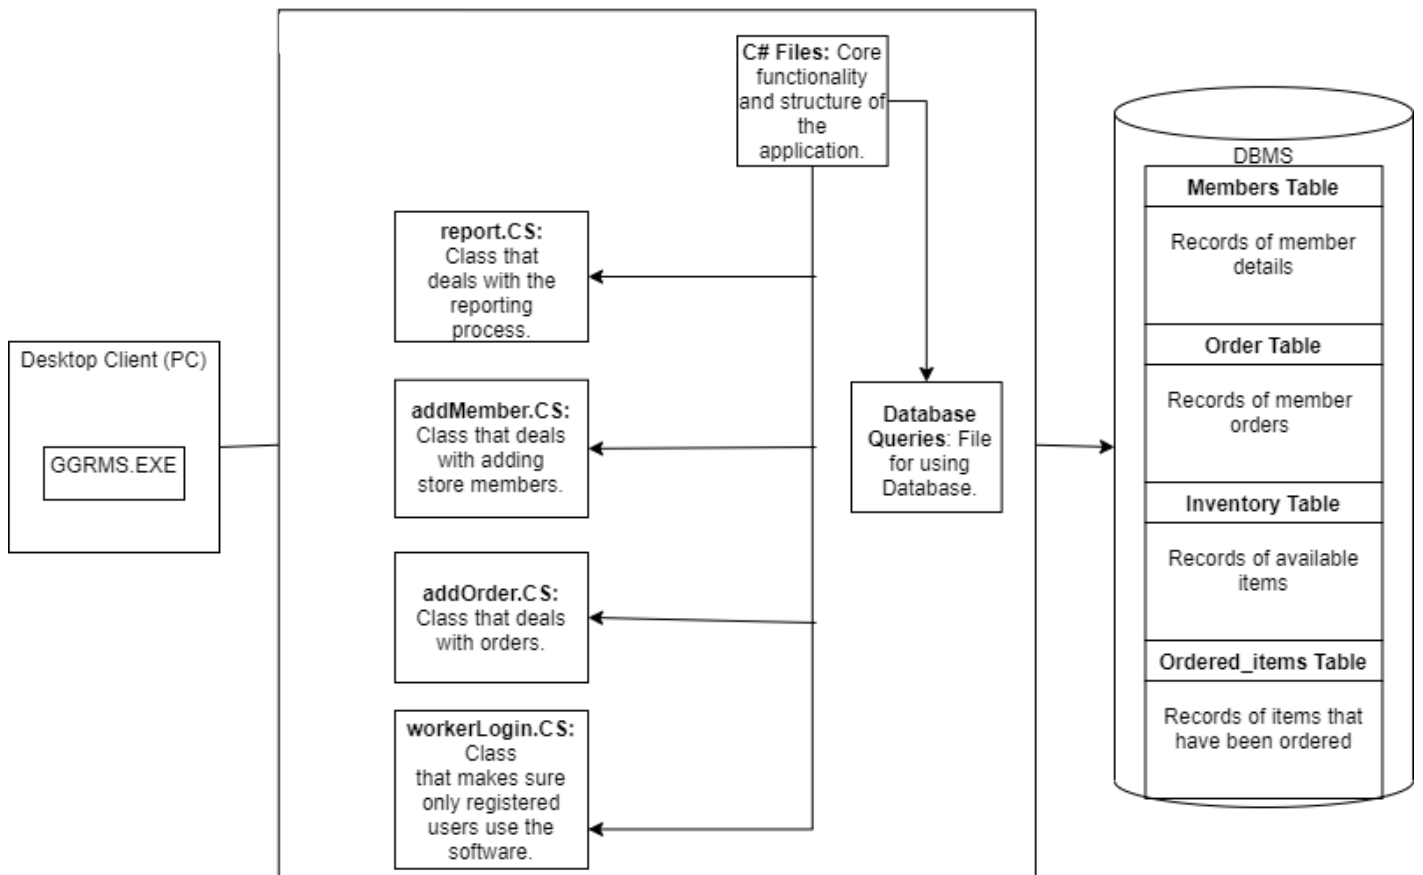 Desktop Client (PC)
GGRMS.EXE
C# Files: Core
functionality
and structure of
the
application.
report.CS:
Class that
deals with the
reporting
process.
addMember.CS:
Class that deals
with adding
store members.
addOrder.CS:
Class that deals
with orders.
workerLogin.CS:
Class
that makes sure
only registered
users use the
software.
Database
Queries: File
for using
Database.
DBMS
Members Table
Records of member
details
Order Table
Records of member
orders
Inventory Table
Records of available
items
Ordered_items Table
Records of items that
have been ordered